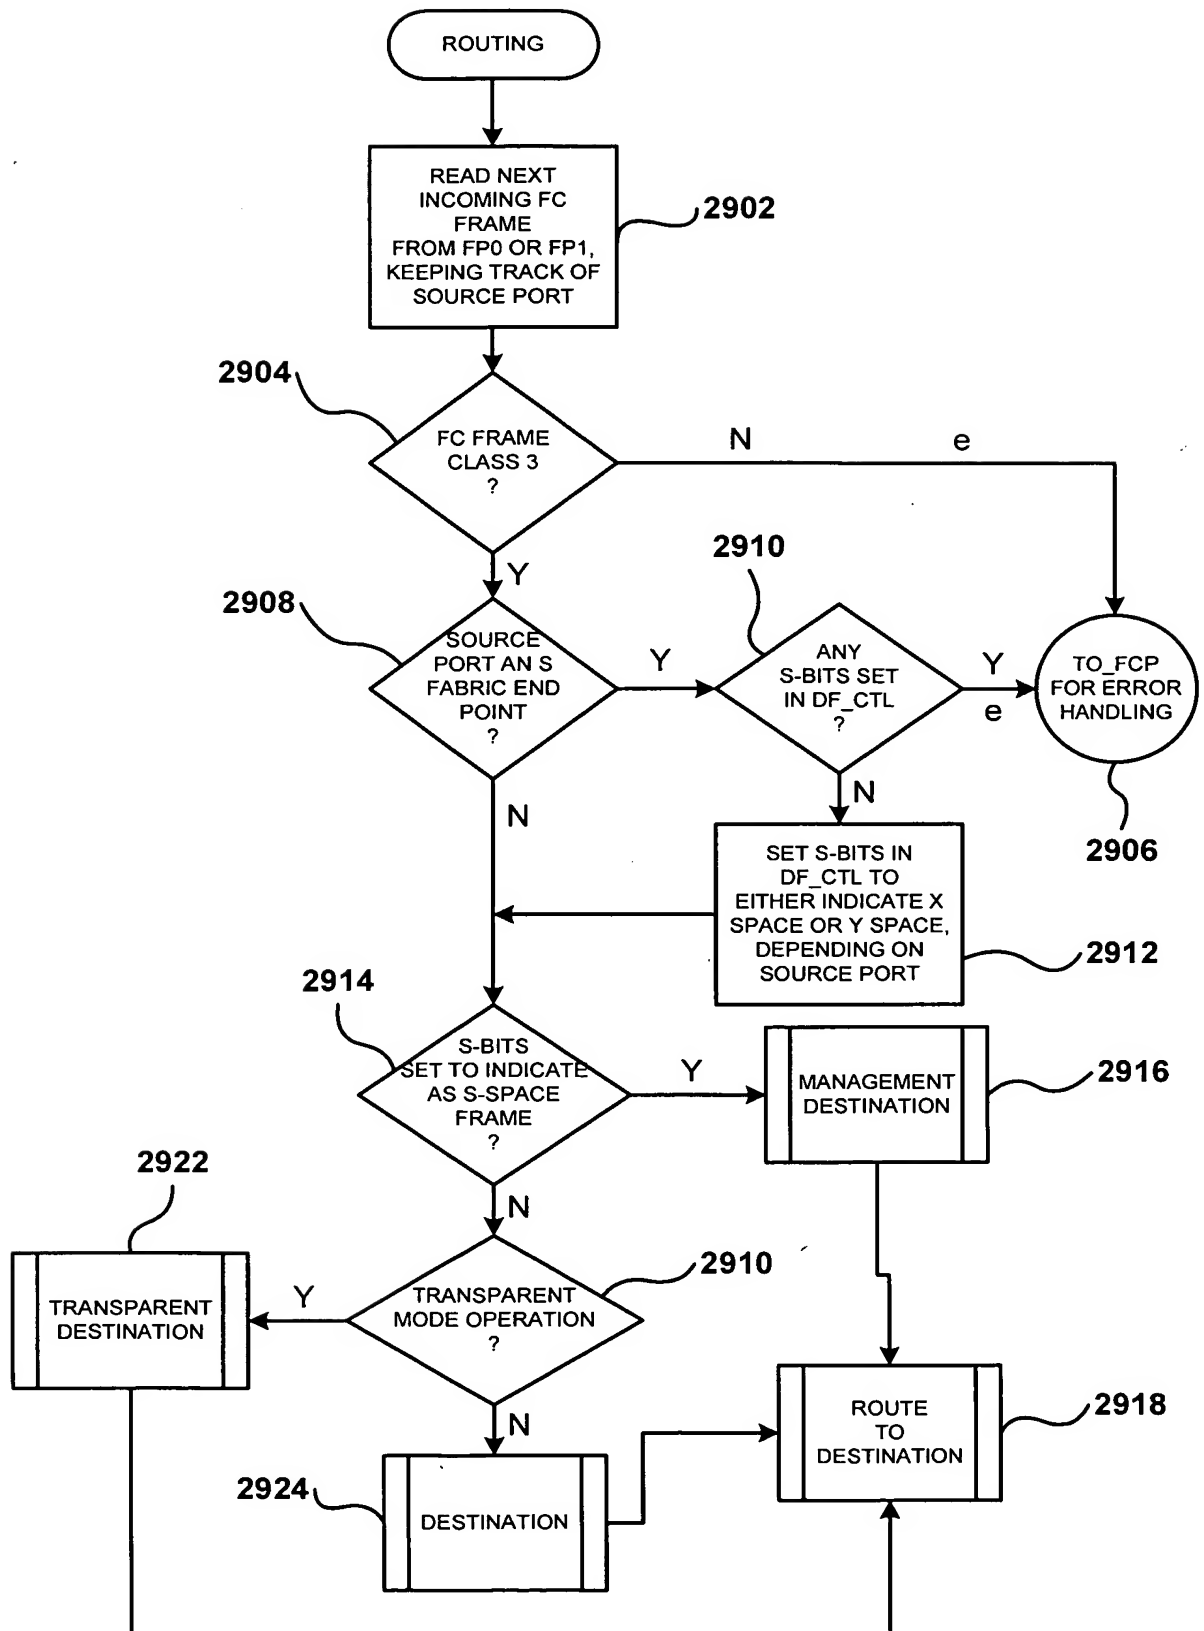 ROUTING
READ NEXT
INCOMING FC
FRAME
FROM FP0 OR FP1,
KEEPING TRACK OF
SOURCE PORT
2902
2904
FC FRAME
CLASS 3
?
N
e
Y
2908
SOURCE
PORT AN S
FABRIC END
POINT
?
Y
2910
ANY
S-BITS SET
IN DF_CTL
?
Y
e
TO_FCP
FOR ERROR
HANDLING
2906
N
N
SET S-BITS IN
DF_CTL TO
EITHER INDICATE X
SPACE OR Y SPACE,
DEPENDING ON
SOURCE PORT
2912
2914
S-BITS
SET TO INDICATE
AS S-SPACE
FRAME
?
Y
MANAGEMENT
DESTINATION
2916
N
2922
TRANSPARENT
DESTINATION
Y
TRANSPARENT
MODE OPERATION
?
2910
N
2924
DESTINATION
ROUTE
TO
DESTINATION
2918